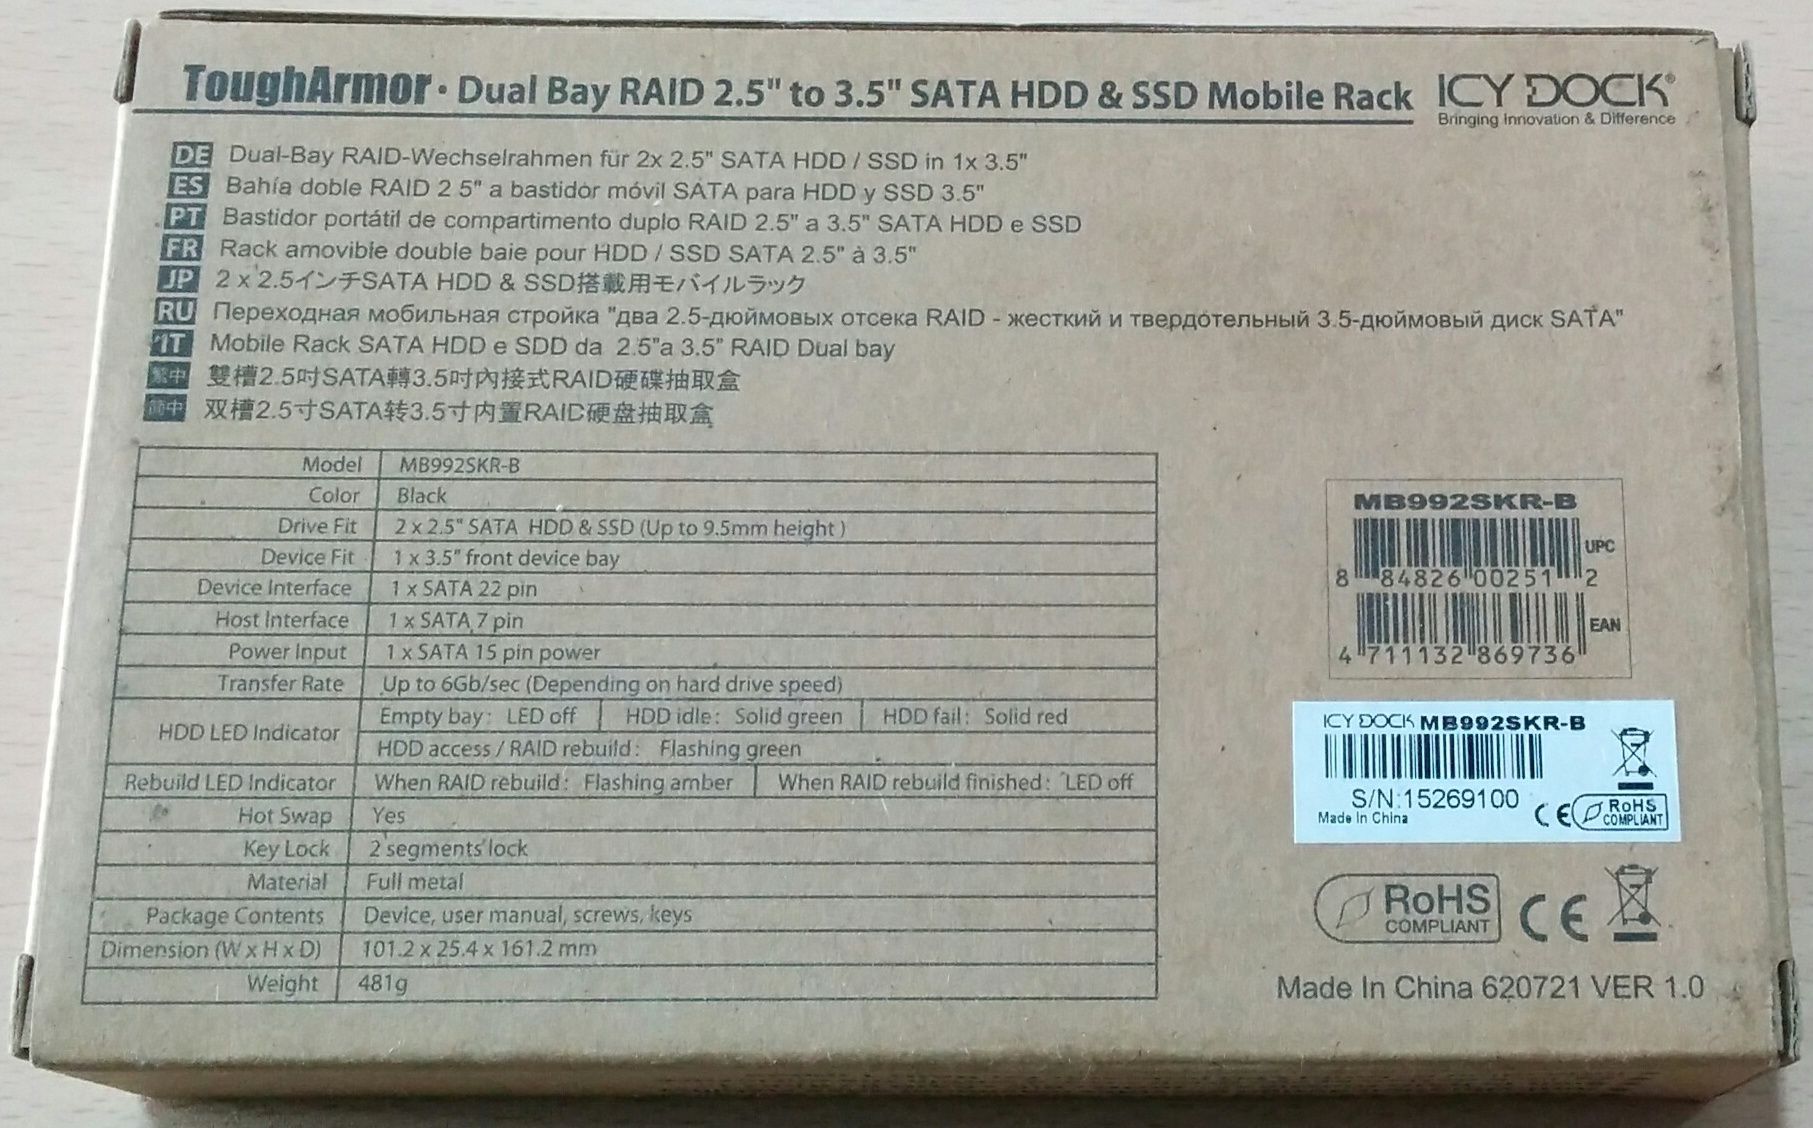 ToughArmor · Dual Bay RAID 2.5" to 3.5" SATA HDD & SSD Mobile Rack ICY DOCK®
Bringing Innovation & Difference
DE Dual-Bay RAID-Wechselrahmen für 2x 2.5" SATA HDD / SSD in 1x 3.5"
ES Bahía doble RAID 2 5" a bastidor móvil SATA para HDD y SSD 3.5"
PT Bastidor portátil de compartimento duplo RAID 2.5" a 3.5" SATA HDD e SSD
FR Rack amovible double baie pour HDD / SSD SATA 2.5" à 3.5"
JP 2 x 2.5インチSATA HDD & SSD搭載用モバイルラック
RU Переходная мобильная стройка "два 2.5-дюймовых отсека RAID - жесткий и твердотельный 3.5-дюймовый диск SATA"
IT Mobile Rack SATA HDD e SDD da 2.5"a 3.5" RAID Dual bay
繁中 雙槽2.5吋SATA轉3.5吋內接式RAID硬碟抽取盒
簡中 双槽2.5寸SATA转3.5寸内置RAID硬盘抽取盒
Model MB992SKR-B
Color Black
Drive Fit 2 x 2.5" SATA HDD & SSD (Up to 9.5mm height )
Device Fit 1 x 3.5" front device bay
Device Interface 1 x SATA 22 pin
Host Interface 1 x SATA 7 pin
Power Input 1 x SATA 15 pin power
Transfer Rate Up to 6Gb/sec (Depending on hard drive speed)
HDD LED Indicator Empty bay: LED off HDD idle: Solid green HDD fail: Solid red
HDD access / RAID rebuild: Flashing green
Rebuild LED Indicator When RAID rebuild: Flashing amber When RAID rebuild finished: LED off
Hot Swap Yes
Key Lock 2 segments lock
Material Full metal
Package Contents Device, user manual, screws, keys
Dimension (W x H x D) 101.2 x 25.4 x 161.2 mm
Weight 481g
MB992SKR-B
UPC
8 84826 00251 2
EAN
4 711132 869736
ICY DOCK MB992SKR-B
S/N:15269100
Made In China
CE RoHS
COMPLIANT
RoHS
COMPLIANT
CE
Made In China 620721 VER 1.0